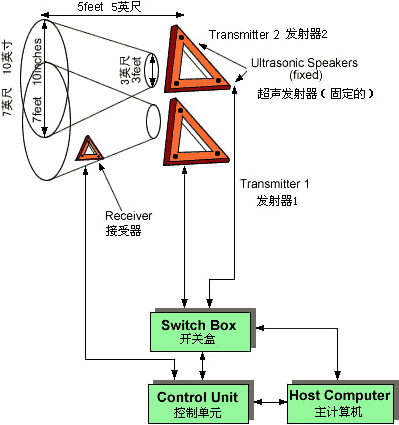 5feet 5英尺
Transmitter 2 发射器2
Ultrasonic Speakers
(fixed)
超声发射器(固定的)
7英尺 10英寸
7feet 10inches
3英尺
3feet
Transmitter 1
发射器1
Receiver
接受器
Switch Box
开关盒
Control Unit
控制单元
Host Computer
主计算机